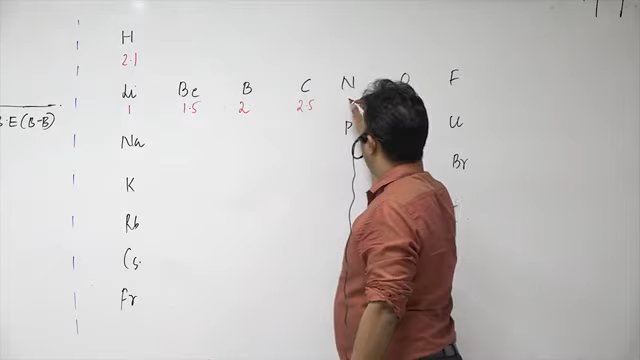 H
2.1
Li Be B C N O F
1 1.5 2 2.5
B.E (B-B)
P Cl
Na
Br
K
Rb
Cs.
Fr